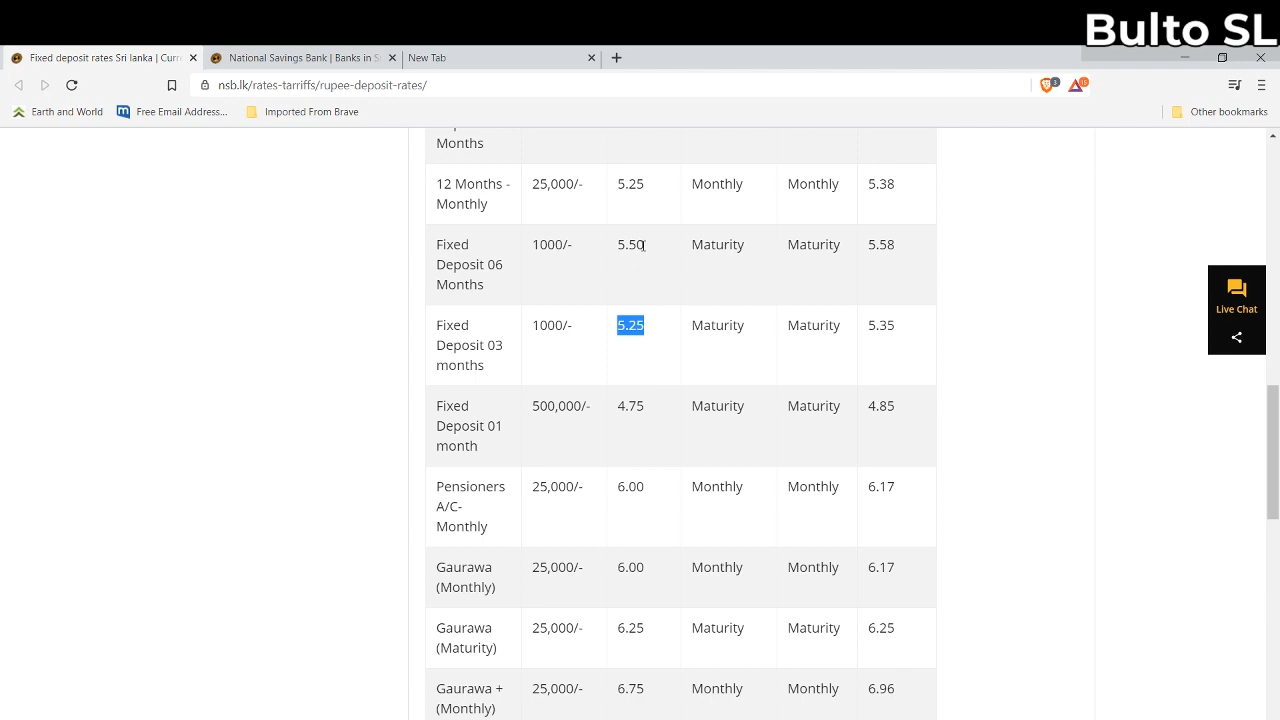 Bulto SL
Fixed deposit rates Sri lanka | Curr
National Savings Bank | Banks in S
New Tab
nsb.lk/rates-tarriffs/rupee-deposit-rates/
3
15
Earth and World
Free Email Address...
Imported From Brave
Other bookmarks
Months
12 Months - Monthly 25,000/- 5.25 Monthly Monthly 5.38
Fixed Deposit 06 Months 1000/- 5.50 Maturity Maturity 5.58
Fixed Deposit 03 months 1000/- 5.25 Maturity Maturity 5.35
Fixed Deposit 01 month 500,000/- 4.75 Maturity Maturity 4.85
Pensioners A/C- Monthly 25,000/- 6.00 Monthly Monthly 6.17
Gaurawa (Monthly) 25,000/- 6.00 Monthly Monthly 6.17
Gaurawa (Maturity) 25,000/- 6.25 Maturity Maturity 6.25
Gaurawa + (Monthly) 25,000/- 6.75 Monthly Monthly 6.96
Live Chat